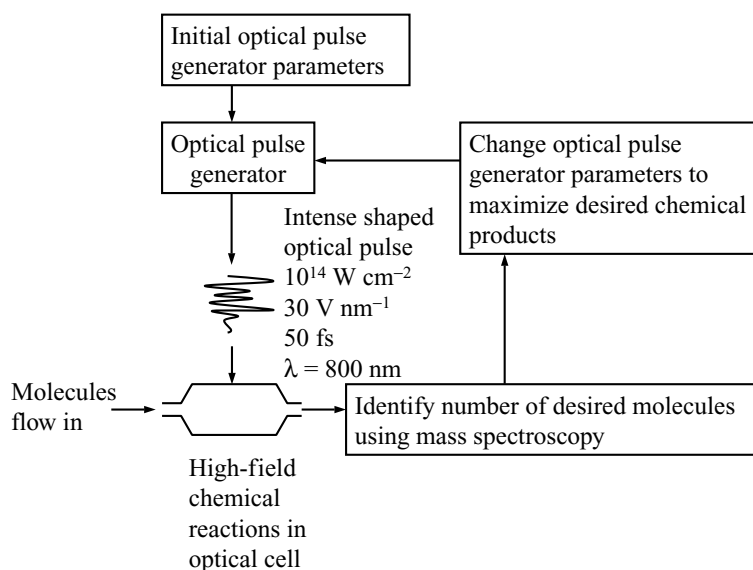 Initial optical pulse
generator parameters
Optical pulse
generator
Change optical pulse
generator parameters to
maximize desired chemical
products
Intense shaped
optical pulse
10¹⁴ W cm⁻²
30 V nm⁻¹
50 fs
λ = 800 nm
Molecules
flow in
Identify number of desired molecules
using mass spectroscopy
High-field
chemical
reactions in
optical cell